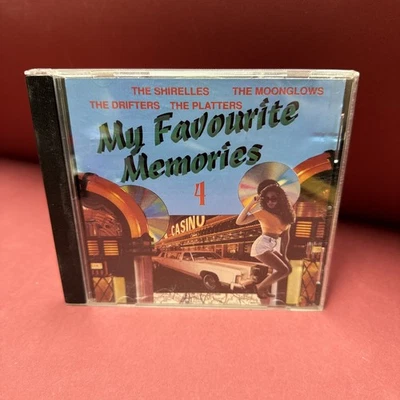 THE SHIRELLES THE MOONGLOWS
THE DRIFTERS THE PLATTERS
My Favourite
Memories
4
CASINO